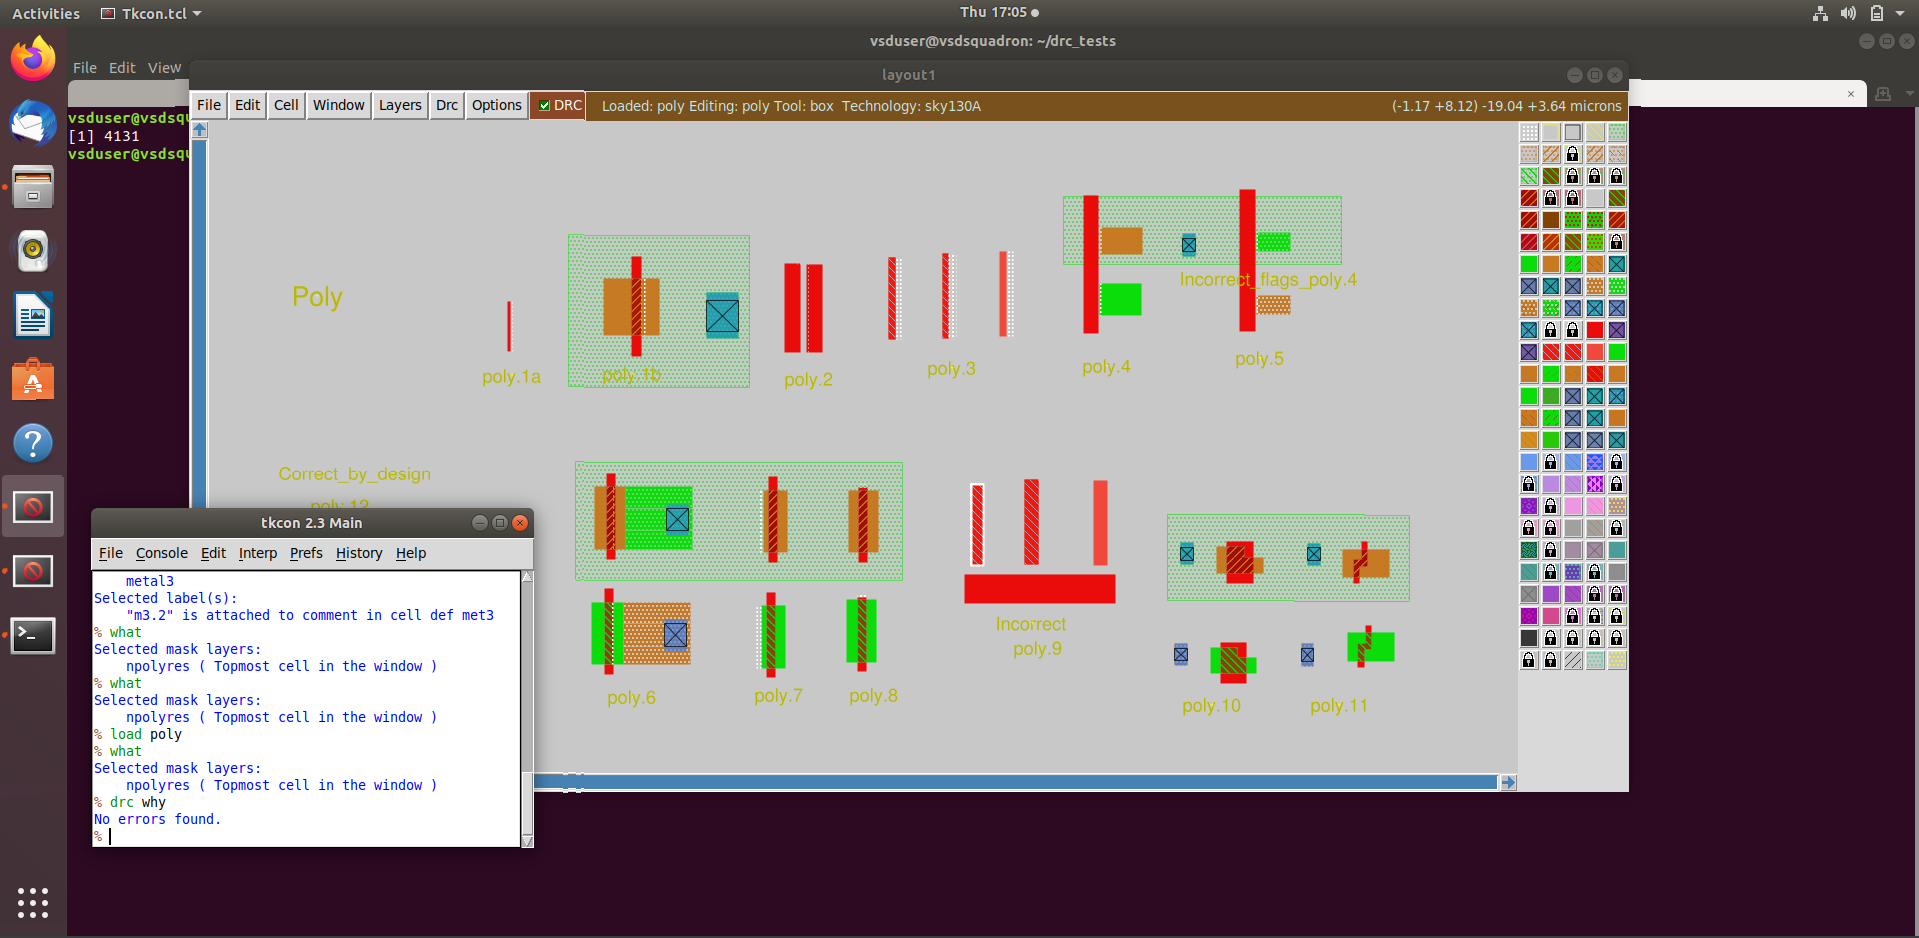 Activities Tkcon.tcl Thu 17:05
vsduser@vsdsquadron: ~/drc_tests
File Edit View
layout1
File Edit Cell Window Layers Drc Options DRC Loaded: poly Editing: poly Tool: box Technology: sky130A (-1.17 +8.12) -19.04 +3.64 microns
vsduser@vsdsqu
[1] 4131
vsduser@vsdsqu
Poly
Incorrect_flags_poly.4
poly.1a
poly.1b
poly.2
poly.3
poly.4
poly.5
Correct_by_design
poly.12
Incorrect
poly.9
poly.6
poly.7
poly.8
poly.10
poly.11
tkcon 2.3 Main
File Console Edit Interp Prefs History Help
metal3
Selected label(s):
"m3.2" is attached to comment in cell def met3
% what
Selected mask layers:
npolyres ( Topmost cell in the window )
% what
Selected mask layers:
npolyres ( Topmost cell in the window )
% load poly
% what
Selected mask layers:
npolyres ( Topmost cell in the window )
% drc why
No errors found.
%